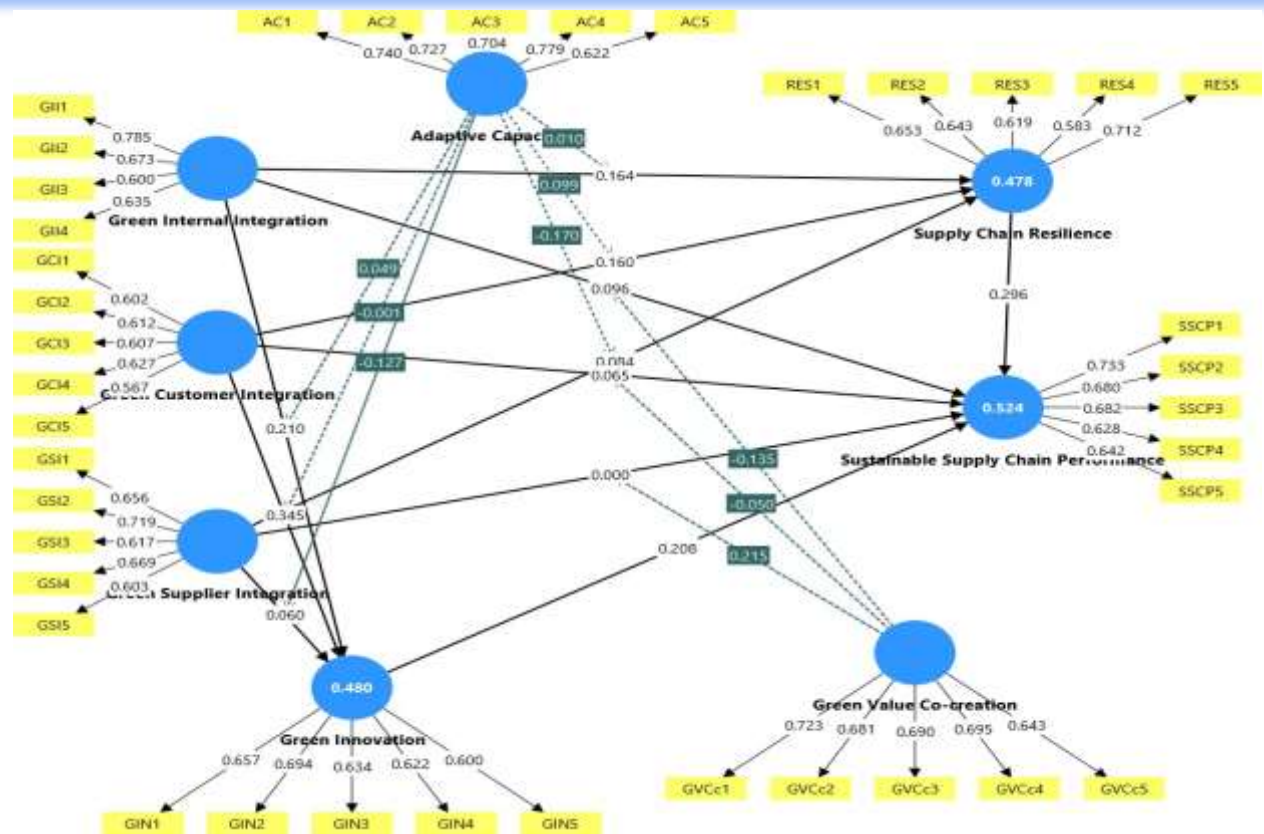 AC1 AC2 AC3 AC4 AC5
0.740 0.727 0.704 0.779 0.622
Adaptive Capac
RES1 RES2 RES3 RES4 RES5
0.653 0.643 0.619 0.583 0.712
0.478
Supply Chain Resilience
GII1
GII2
GII3
GII4
0.785
0.673
0.600
0.635
Green Internal Integration
0.010
0.164
0.099
-0.170
GCI1
GCI2
GCI3
GCI4
GCI5
0.602
0.612
0.607
0.627
0.567
Green Customer Integration
0.049
-0.001
-0.127
0.160
0.096
0.296
0.084
0.065
SSCP1
SSCP2
SSCP3
SSCP4
SSCP5
0.733
0.680
0.682
0.628
0.642
0.524
Sustainable Supply Chain Performance
0.210
GSI1
GSI2
GSI3
GSI4
GSI5
0.656
0.719
0.617
0.669
0.603
Green Supplier Integration
0.000
0.345
0.060
-0.135
-0.050
0.215
0.208
0.480
Green Innovation
0.657 0.694 0.634 0.622 0.600
GIN1 GIN2 GIN3 GIN4 GIN5
Green Value Co-creation
0.723 0.681 0.690 0.695 0.643
GVCc1 GVCc2 GVCc3 GVCc4 GVCc5